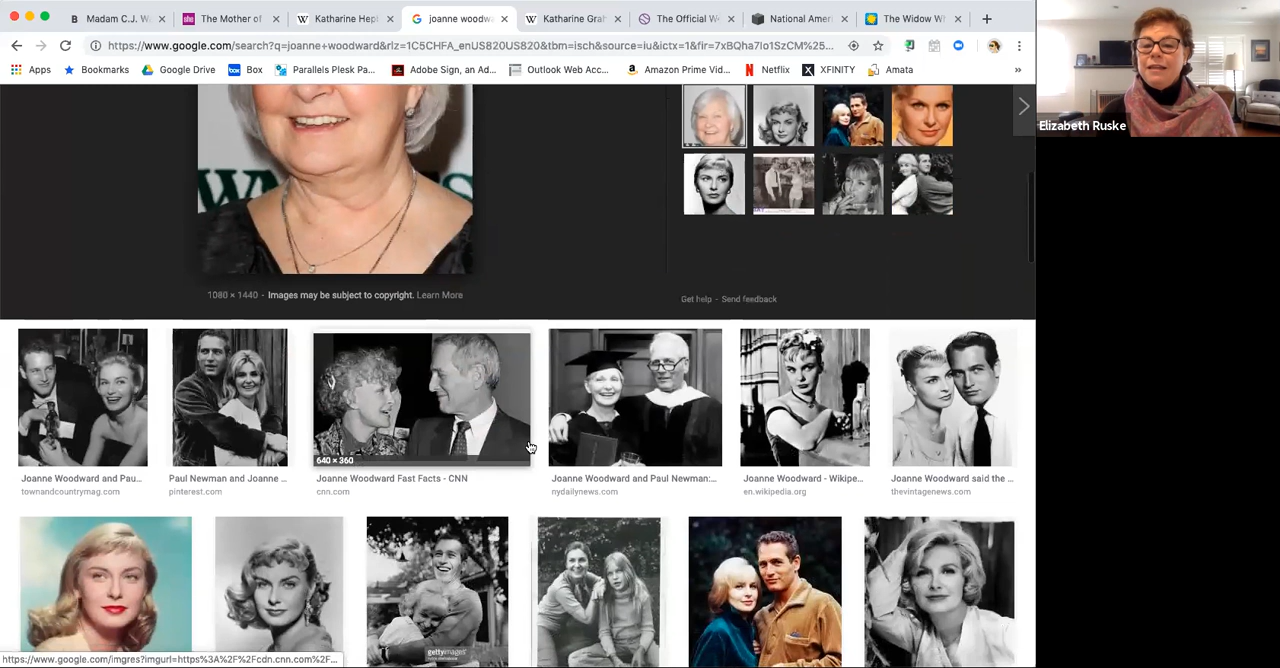 Madam C.J. W
she The Mother of
W Katharine Hep
G joanne woodw
W Katharine Gra
The Official W
National Amer
The Widow W
https://www.google.com/search?q=joanne+woodward&rlz=1C5CHFA_enUS820US820&tbm=isch&source=iu&ictx=1&fir=7xBQha7Io1SzCM%25...
Apps Bookmarks Google Drive box Box Parallels Plesk Pa... Adobe Sign, an Ad... Outlook Web Acc... a Amazon Prime Vid... N Netflix X XFINITY Amata »
Elizabeth Ruske
1080 × 1440 - Images may be subject to copyright. Learn More
Get help - Send feedback
640 × 360
Joanne Woodward and Pau...
townandcountrymag.com
Paul Newman and Joanne ...
pinterest.com
Joanne Woodward Fast Facts - CNN
cnn.com
Joanne Woodward and Paul Newman:...
nydailynews.com
Joanne Woodward - Wikipe...
en.wikipedia.org
Joanne Woodward said the ...
thevintagenews.com
gettyimages
https://www.google.com/imgres?imgurl=https%3A%2F%2Fcdn.cnn.com%2F...